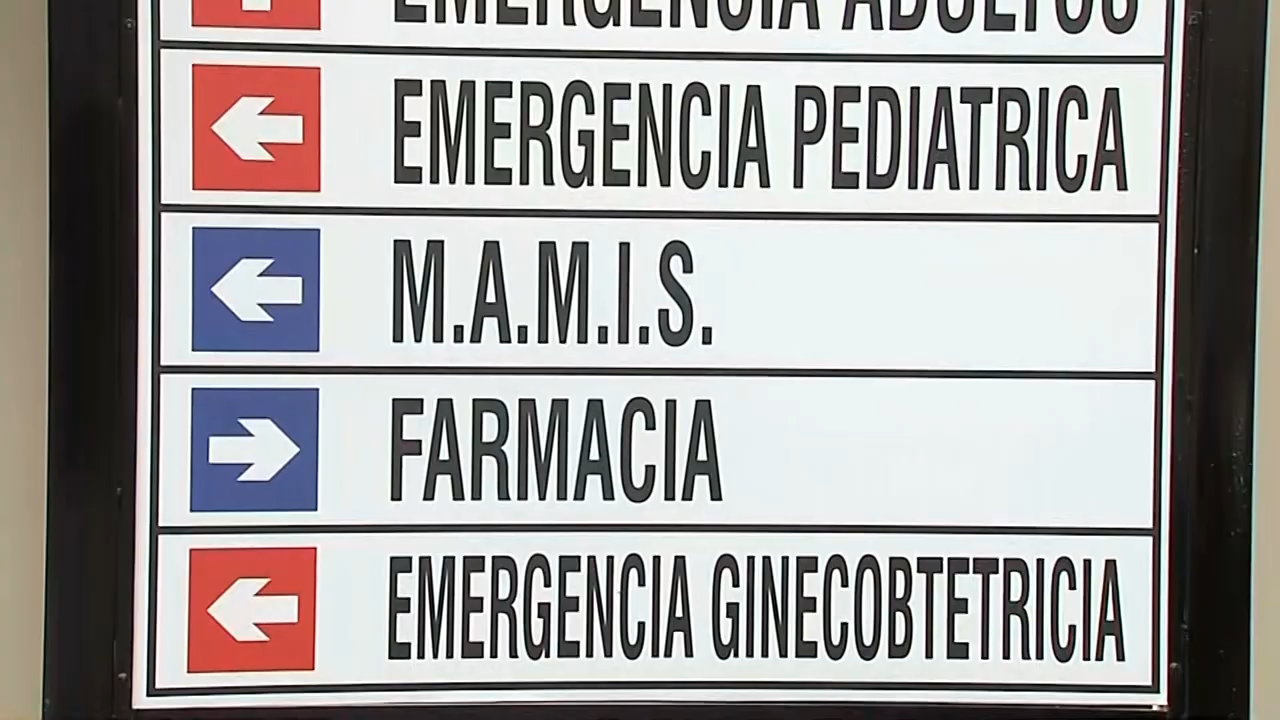 EMERGENCIA ADULTOS
EMERGENCIA PEDIATRICA
M.A.M.I.S.
FARMACIA
EMERGENCIA GINECOBTETRICIA